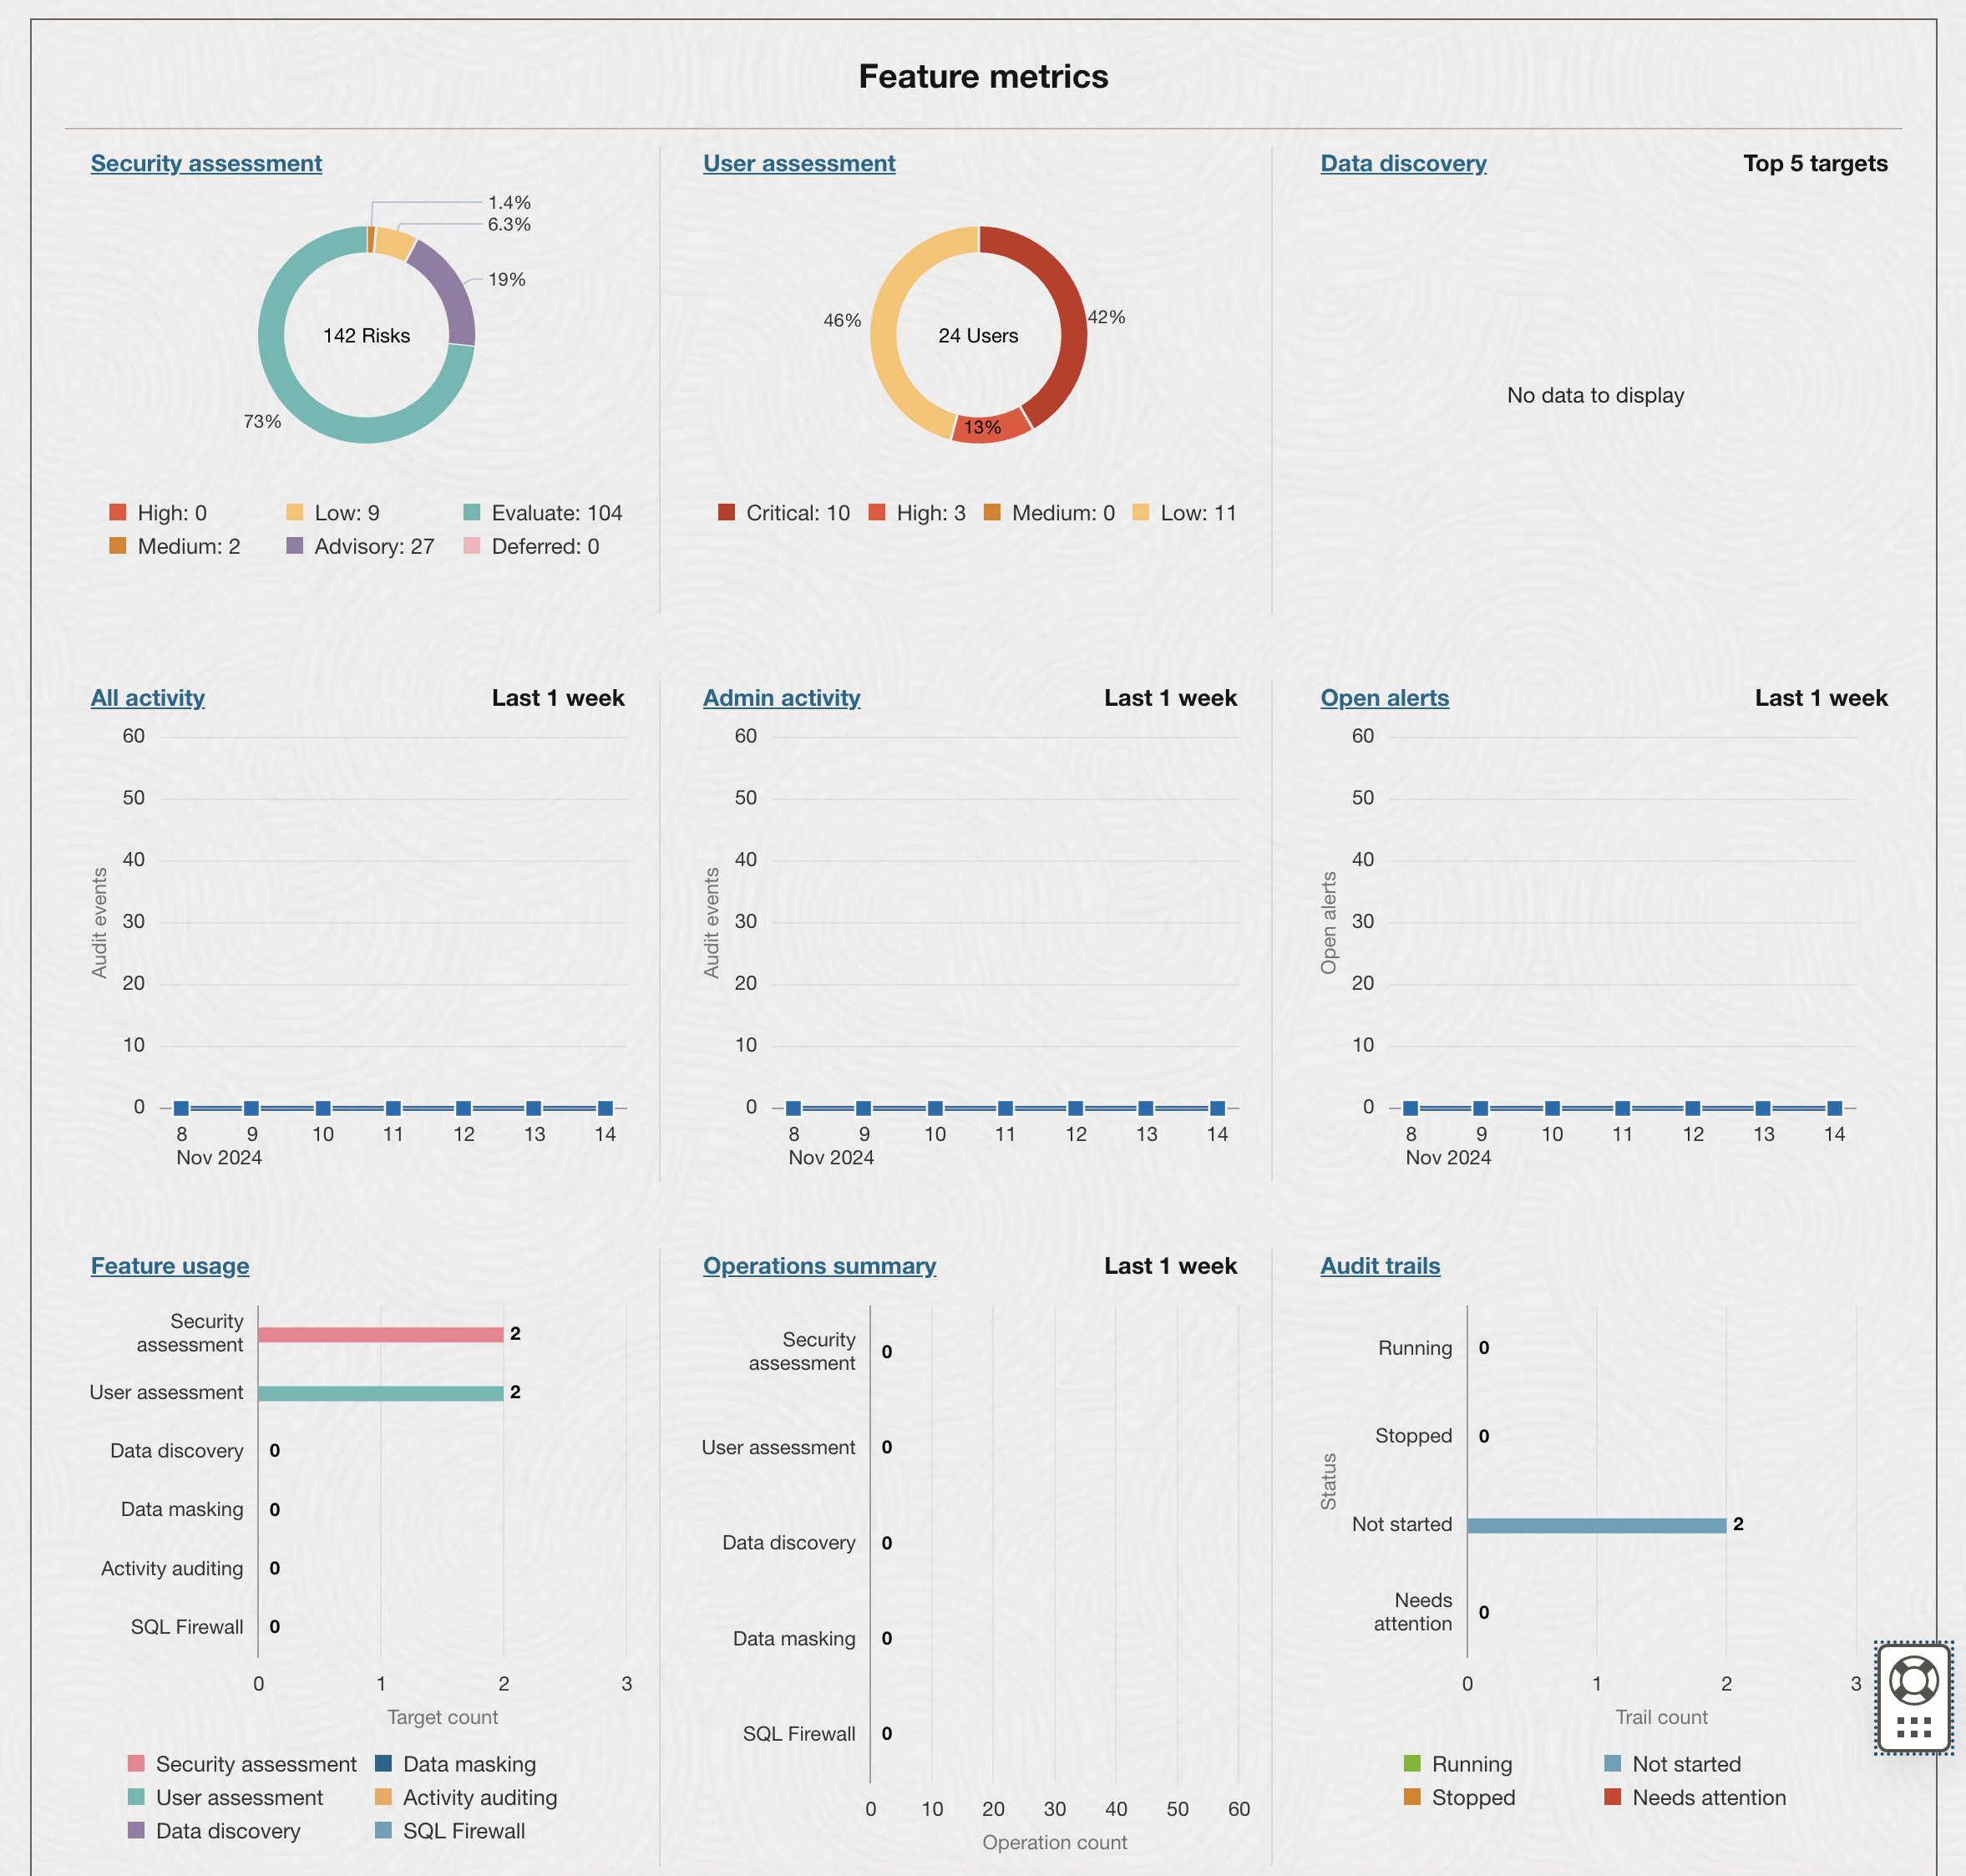 Feature metrics
Security assessment
1.4%
6.3%
19%
142 Risks
73%
High: 0
Low: 9
Evaluate: 104
Medium: 2
Advisory: 27
Deferred: 0
User assessment
46%
42%
24 Users
13%
Critical: 10
High: 3
Medium: 0
Low: 11
Data discovery
Top 5 targets
No data to display
All activity
Last 1 week
Audit events
60
50
40
30
20
10
0
8 9 10 11 12 13 14
Nov 2024
Admin activity
Last 1 week
Audit events
60
50
40
30
20
10
0
8 9 10 11 12 13 14
Nov 2024
Open alerts
Last 1 week
Open alerts
60
50
40
30
20
10
0
8 9 10 11 12 13 14
Nov 2024
Feature usage
Security
assessment
2
User assessment
2
Data discovery
0
Data masking
0
Activity auditing
0
SQL Firewall
0
0 1 2 3
Target count
Security assessment
Data masking
User assessment
Activity auditing
Data discovery
SQL Firewall
Operations summary
Last 1 week
Security
assessment
0
User assessment
0
Data discovery
0
Data masking
0
SQL Firewall
0
0 10 20 30 40 50 60
Operation count
Audit trails
Status
Running
0
Stopped
0
Not started
2
Needs
attention
0
0 1 2 3
Trail count
Running
Not started
Stopped
Needs attention